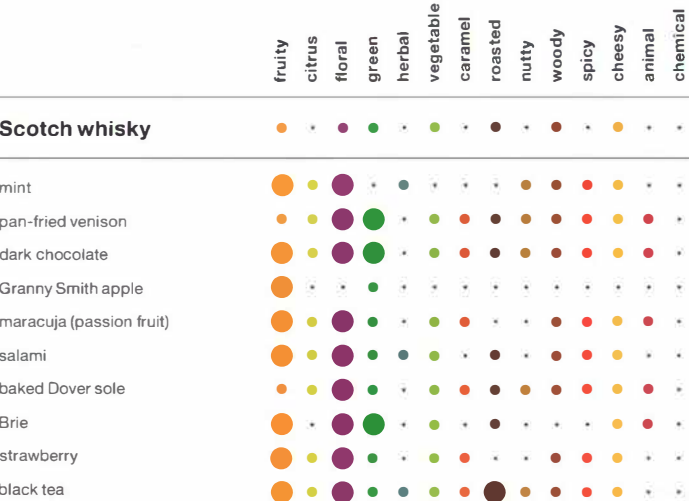 fruity
citrus
floral
green
herbal
vegetable
caramel
roasted
nutty
woody
spicy
cheesy
animal
chemical
Scotch whisky
mint
pan-fried venison
dark chocolate
Granny Smith apple
maracuja (passion fruit)
salami
baked Dover sole
Brie
strawberry
black tea